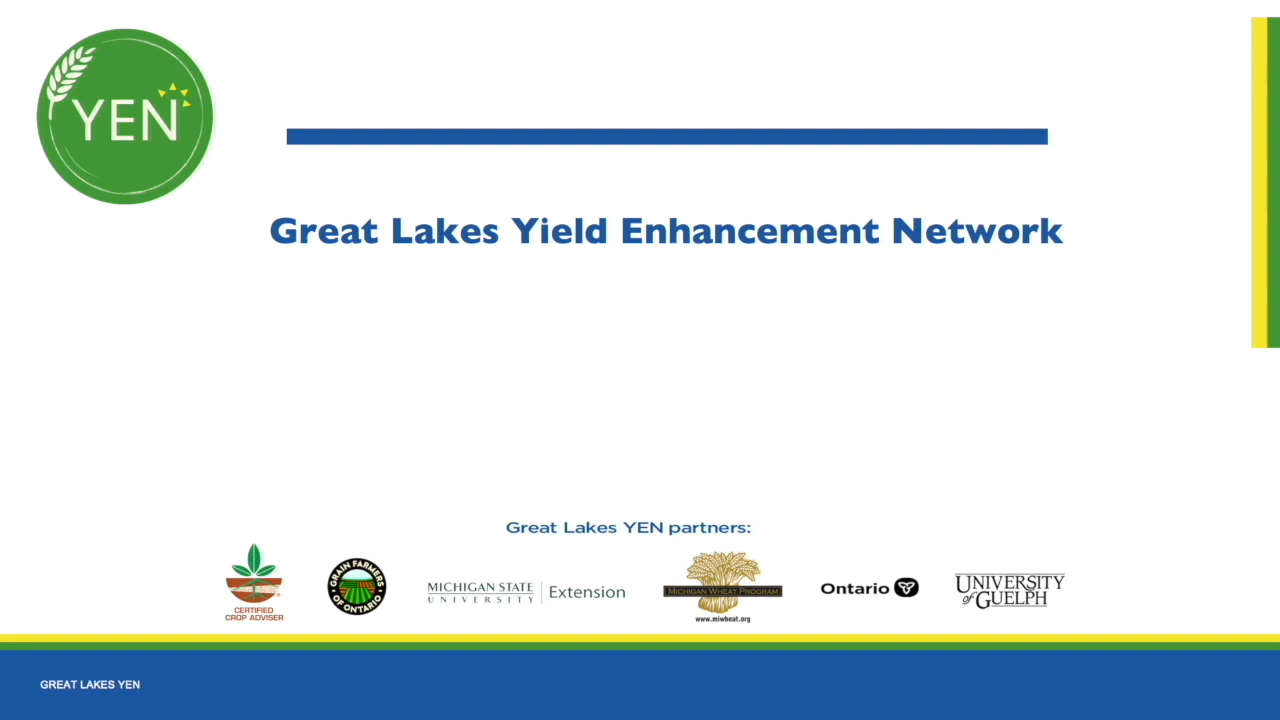 YEN
Great Lakes Yield Enhancement Network
Great Lakes YEN partners:
CERTIFIED
CROP ADVISER
GRAIN FARMERS
OF ONTARIO
MICHIGAN STATE
UNIVERSITY
Extension
MICHIGAN WHEAT PROGRAM
www.miwheat.org
Ontario
UNIVERSITY
of GUELPH
GREAT LAKES YEN